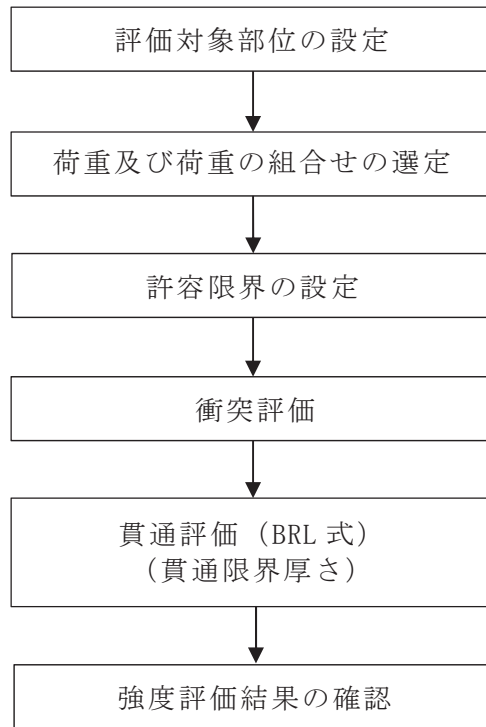 評価対象部位の設定
荷重及び荷重の組合せの選定
許容限界の設定
衝突評価
貫通評価（BRL 式）
（貫通限界厚さ）
強度評価結果の確認